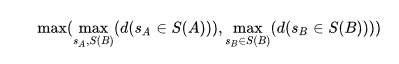 max( max_{s_A,S(B)} (d(s_A ∈ S(A))), max_{s_B∈S(B)} (d(s_B ∈ S(B))))